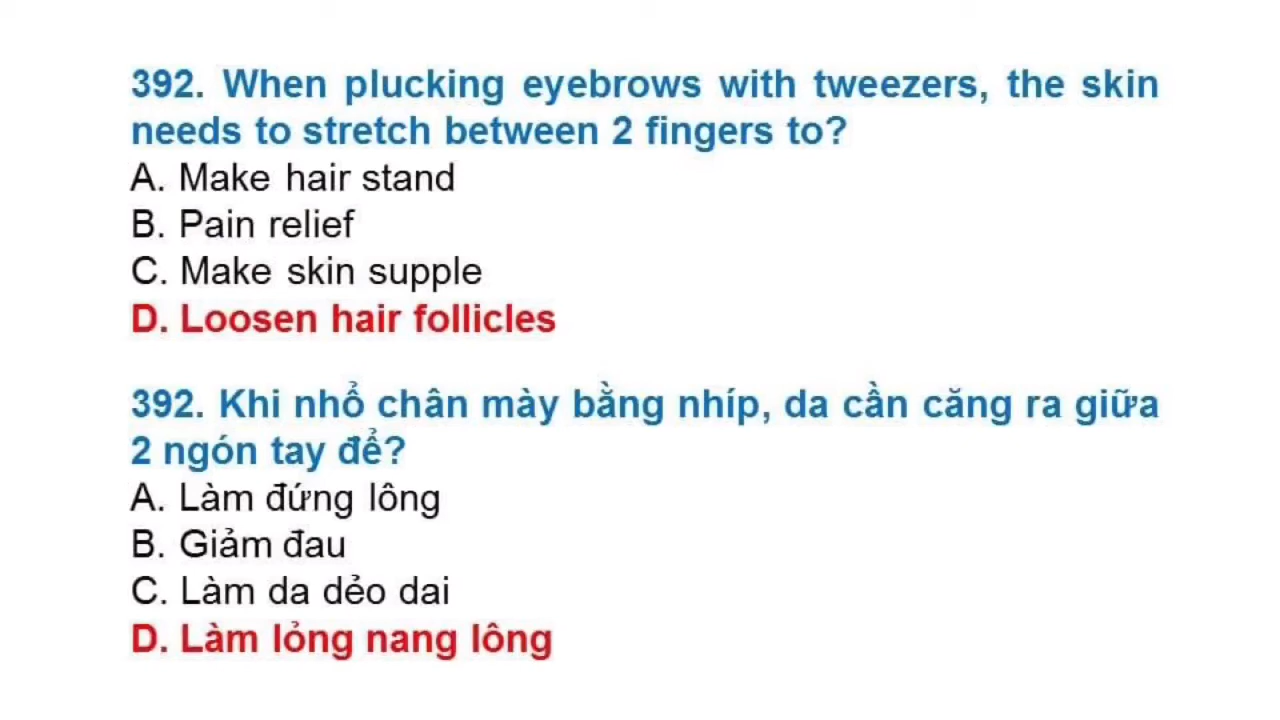 392. When plucking eyebrows with tweezers, the skin
needs to stretch between 2 fingers to?
A. Make hair stand
B. Pain relief
C. Make skin supple
D. Loosen hair follicles
392. Khi nhổ chân mày bằng nhíp, da cần căng ra giữa
2 ngón tay để?
A. Làm đứng lông
B. Giảm đau
C. Làm da dẻo dai
D. Làm lỏng nang lông